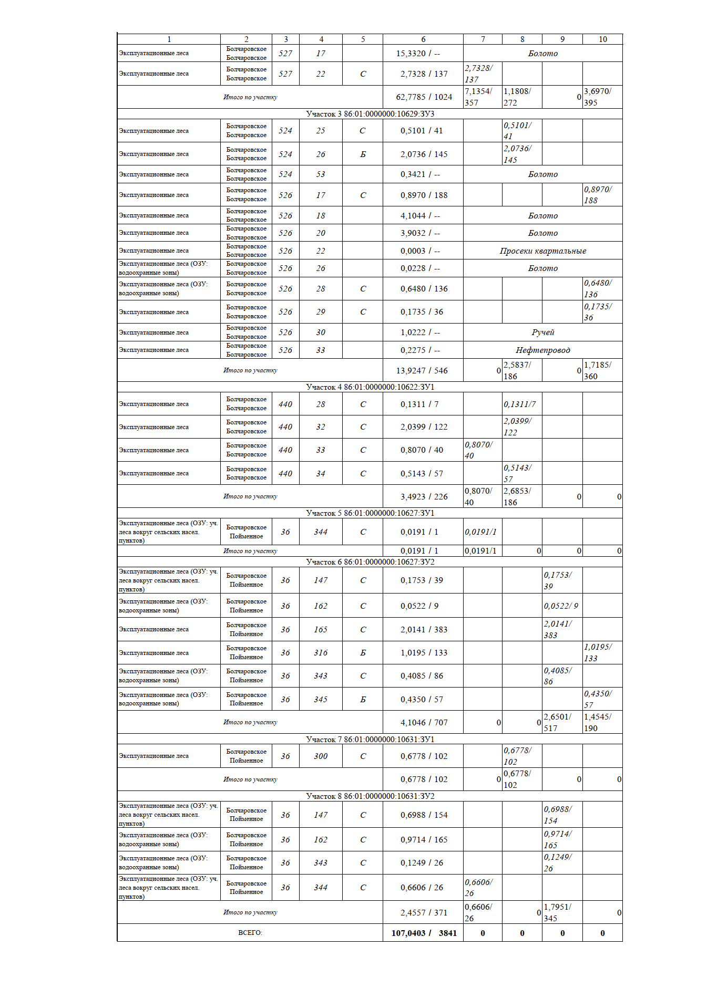 1 2 3 4 5 6 7 8 9 10
Эксплуатационные леса Болчаровское Болчаровское 527 17 15,3320 / -- Болото
Эксплуатационные леса Болчаровское Болчаровское 527 22 С 2,7328 / 137 2,7328/ 137
Итого по участку 62,7785 / 1024 7,1354/ 357 1,1808/ 272 0 3,6970/ 395
Участок 3 86:01:0000000:10629:ЗУ3
Эксплуатационные леса Болчаровское Болчаровское 524 25 С 0,5101 / 41 0,5101/ 41
Эксплуатационные леса Болчаровское Болчаровское 524 26 Б 2,0736 / 145 2,0736/ 145
Эксплуатационные леса Болчаровское Болчаровское 524 53 0,3421 / -- Болото
Эксплуатационные леса Болчаровское Болчаровское 526 17 С 0,8970 / 188 0,8970/ 188
Эксплуатационные леса Болчаровское Болчаровское 526 18 4,1044 / -- Болото
Эксплуатационные леса Болчаровское Болчаровское 526 20 3,9032 / -- Болото
Эксплуатационные леса Болчаровское Болчаровское 526 22 0,0003 / -- Просеки квартальные
Эксплуатационные леса (ОЗУ: водоохранные зоны) Болчаровское Болчаровское 526 26 0,0228 / -- Болото
Эксплуатационные леса (ОЗУ: водоохранные зоны) Болчаровское Болчаровское 526 28 С 0,6480 / 136 0,6480/ 136
Эксплуатационные леса Болчаровское Болчаровское 526 29 С 0,1735 / 36 0,1735/ 36
Эксплуатационные леса Болчаровское Болчаровское 526 30 1,0222 / -- Ручей
Эксплуатационные леса Болчаровское Болчаровское 526 33 0,2275 / -- Нефтепровод
Итого по участку 13,9247 / 546 0 2,5837/ 186 0 1,7185/ 360
Участок 4 86:01:0000000:10622:ЗУ1
Эксплуатационные леса Болчаровское Болчаровское 440 28 С 0,1311 / 7 0,1311/7
Эксплуатационные леса Болчаровское Болчаровское 440 32 С 2,0399 / 122 2,0399/ 122
Эксплуатационные леса Болчаровское Болчаровское 440 33 С 0,8070 / 40 0,8070/ 40
Эксплуатационные леса Болчаровское Болчаровское 440 34 С 0,5143 / 57 0,5143/ 57
Итого по участку 3,4923 / 226 0,8070/ 40 2,6853/ 186 0 0
Участок 5 86:01:0000000:10627:ЗУ1
Эксплуатационные леса (ОЗУ: уч. леса вокруг сельских насел. пунктов) Болчаровское Пойменное 36 344 С 0,0191 / 1 0,0191/1
Итого по участку 0,0191 / 1 0,0191/1 0 0 0
Участок 6 86:01:0000000:10627:ЗУ2
Эксплуатационные леса (ОЗУ: уч. леса вокруг сельских насел. пунктов) Болчаровское Пойменное 36 147 С 0,1753 / 39 0,1753/ 39
Эксплуатационные леса (ОЗУ: водоохранные зоны) Болчаровское Пойменное 36 162 С 0,0522 / 9 0,0522/ 9
Эксплуатационные леса Болчаровское Пойменное 36 165 С 2,0141 / 383 2,0141/ 383
Эксплуатационные леса Болчаровское Пойменное 36 316 Б 1,0195 / 133 1,0195/ 133
Эксплуатационные леса (ОЗУ: водоохранные зоны) Болчаровское Пойменное 36 343 С 0,4085 / 86 0,4085/ 86
Эксплуатационные леса (ОЗУ: водоохранные зоны) Болчаровское Пойменное 36 345 Б 0,4350 / 57 0,4350/ 57
Итого по участку 4,1046 / 707 0 0 2,6501/ 517 1,4545/ 190
Участок 7 86:01:0000000:10631:ЗУ1
Эксплуатационные леса Болчаровское Пойменное 36 300 С 0,6778 / 102 0,6778/ 102
Итого по участку 0,6778 / 102 0 0,6778/ 102 0 0
Участок 8 86:01:0000000:10631:ЗУ2
Эксплуатационные леса (ОЗУ: уч. леса вокруг сельских насел. пунктов) Болчаровское Пойменное 36 147 С 0,6988 / 154 0,6988/ 154
Эксплуатационные леса (ОЗУ: водоохранные зоны) Болчаровское Пойменное 36 162 С 0,9714 / 165 0,9714/ 165
Эксплуатационные леса (ОЗУ: водоохранные зоны) Болчаровское Пойменное 36 343 С 0,1249 / 26 0,1249/ 26
Эксплуатационные леса (ОЗУ: уч. леса вокруг сельских насел. пунктов) Болчаровское Пойменное 36 344 С 0,6606 / 26 0,6606/ 26
Итого по участку 2,4557 / 371 0,6606/ 26 0 1,7951/ 345 0
ВСЕГО: 107,0403 / 3841 0 0 0 0